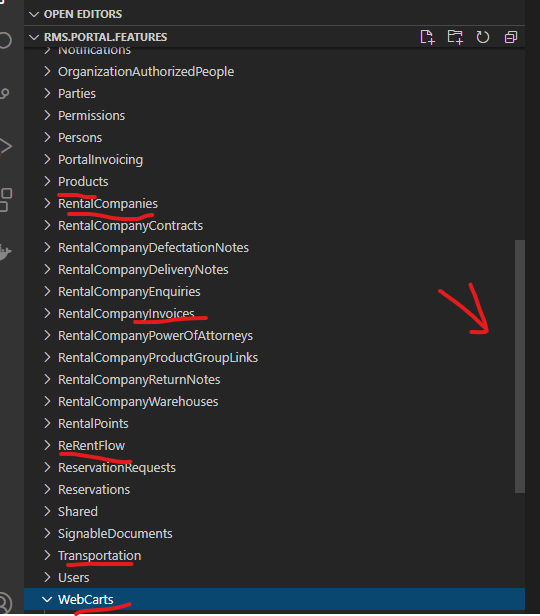 OPEN EDITORS
RMS.PORTAL.FEATURES
Notifications
OrganizationAuthorizedPeople
Parties
Permissions
Persons
PortalInvoicing
Products
RentalCompanies
RentalCompanyContracts
RentalCompanyDefectationNotes
RentalCompanyDeliveryNotes
RentalCompanyEnquiries
RentalCompanyInvoices
RentalCompanyPowerOfAttorneys
RentalCompanyProductGroupLinks
RentalCompanyReturnNotes
RentalCompanyWarehouses
RentalPoints
ReRentFlow
ReservationRequests
Reservations
Shared
SignableDocuments
Transportation
Users
WebCarts